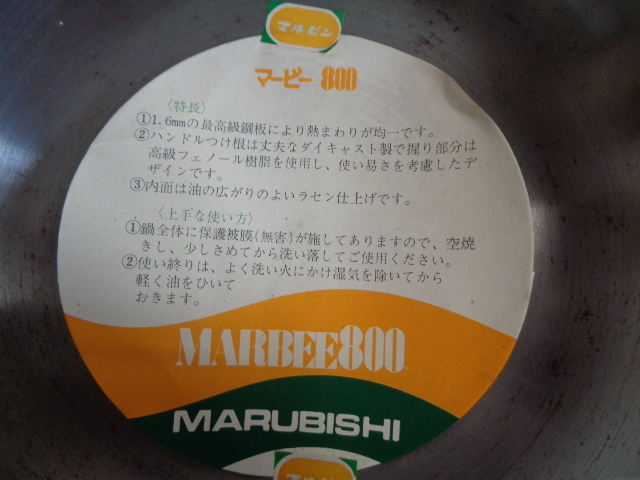 マルビシ
マービー 800
〈特長〉
①1.6mmの最高級鋼板により熱まわりが均一です。
②ハンドルつけ根は丈夫なダイキャスト製で握り部分は
高級フェノール樹脂を使用し、使い易さを考慮したデ
ザインです。
③内面は油の広がりのよいラセン仕上げです。
〈上手な使い方〉
①鍋全体に保護被膜(無害)が施してありますので、空焼
きし、少しさめてから洗い落してご使用ください。
②使い終りは、よく洗い火にかけ湿気を除いてから
軽く油をひいて
おきます。
MARBEE800
MARUBISHI
マルビシ